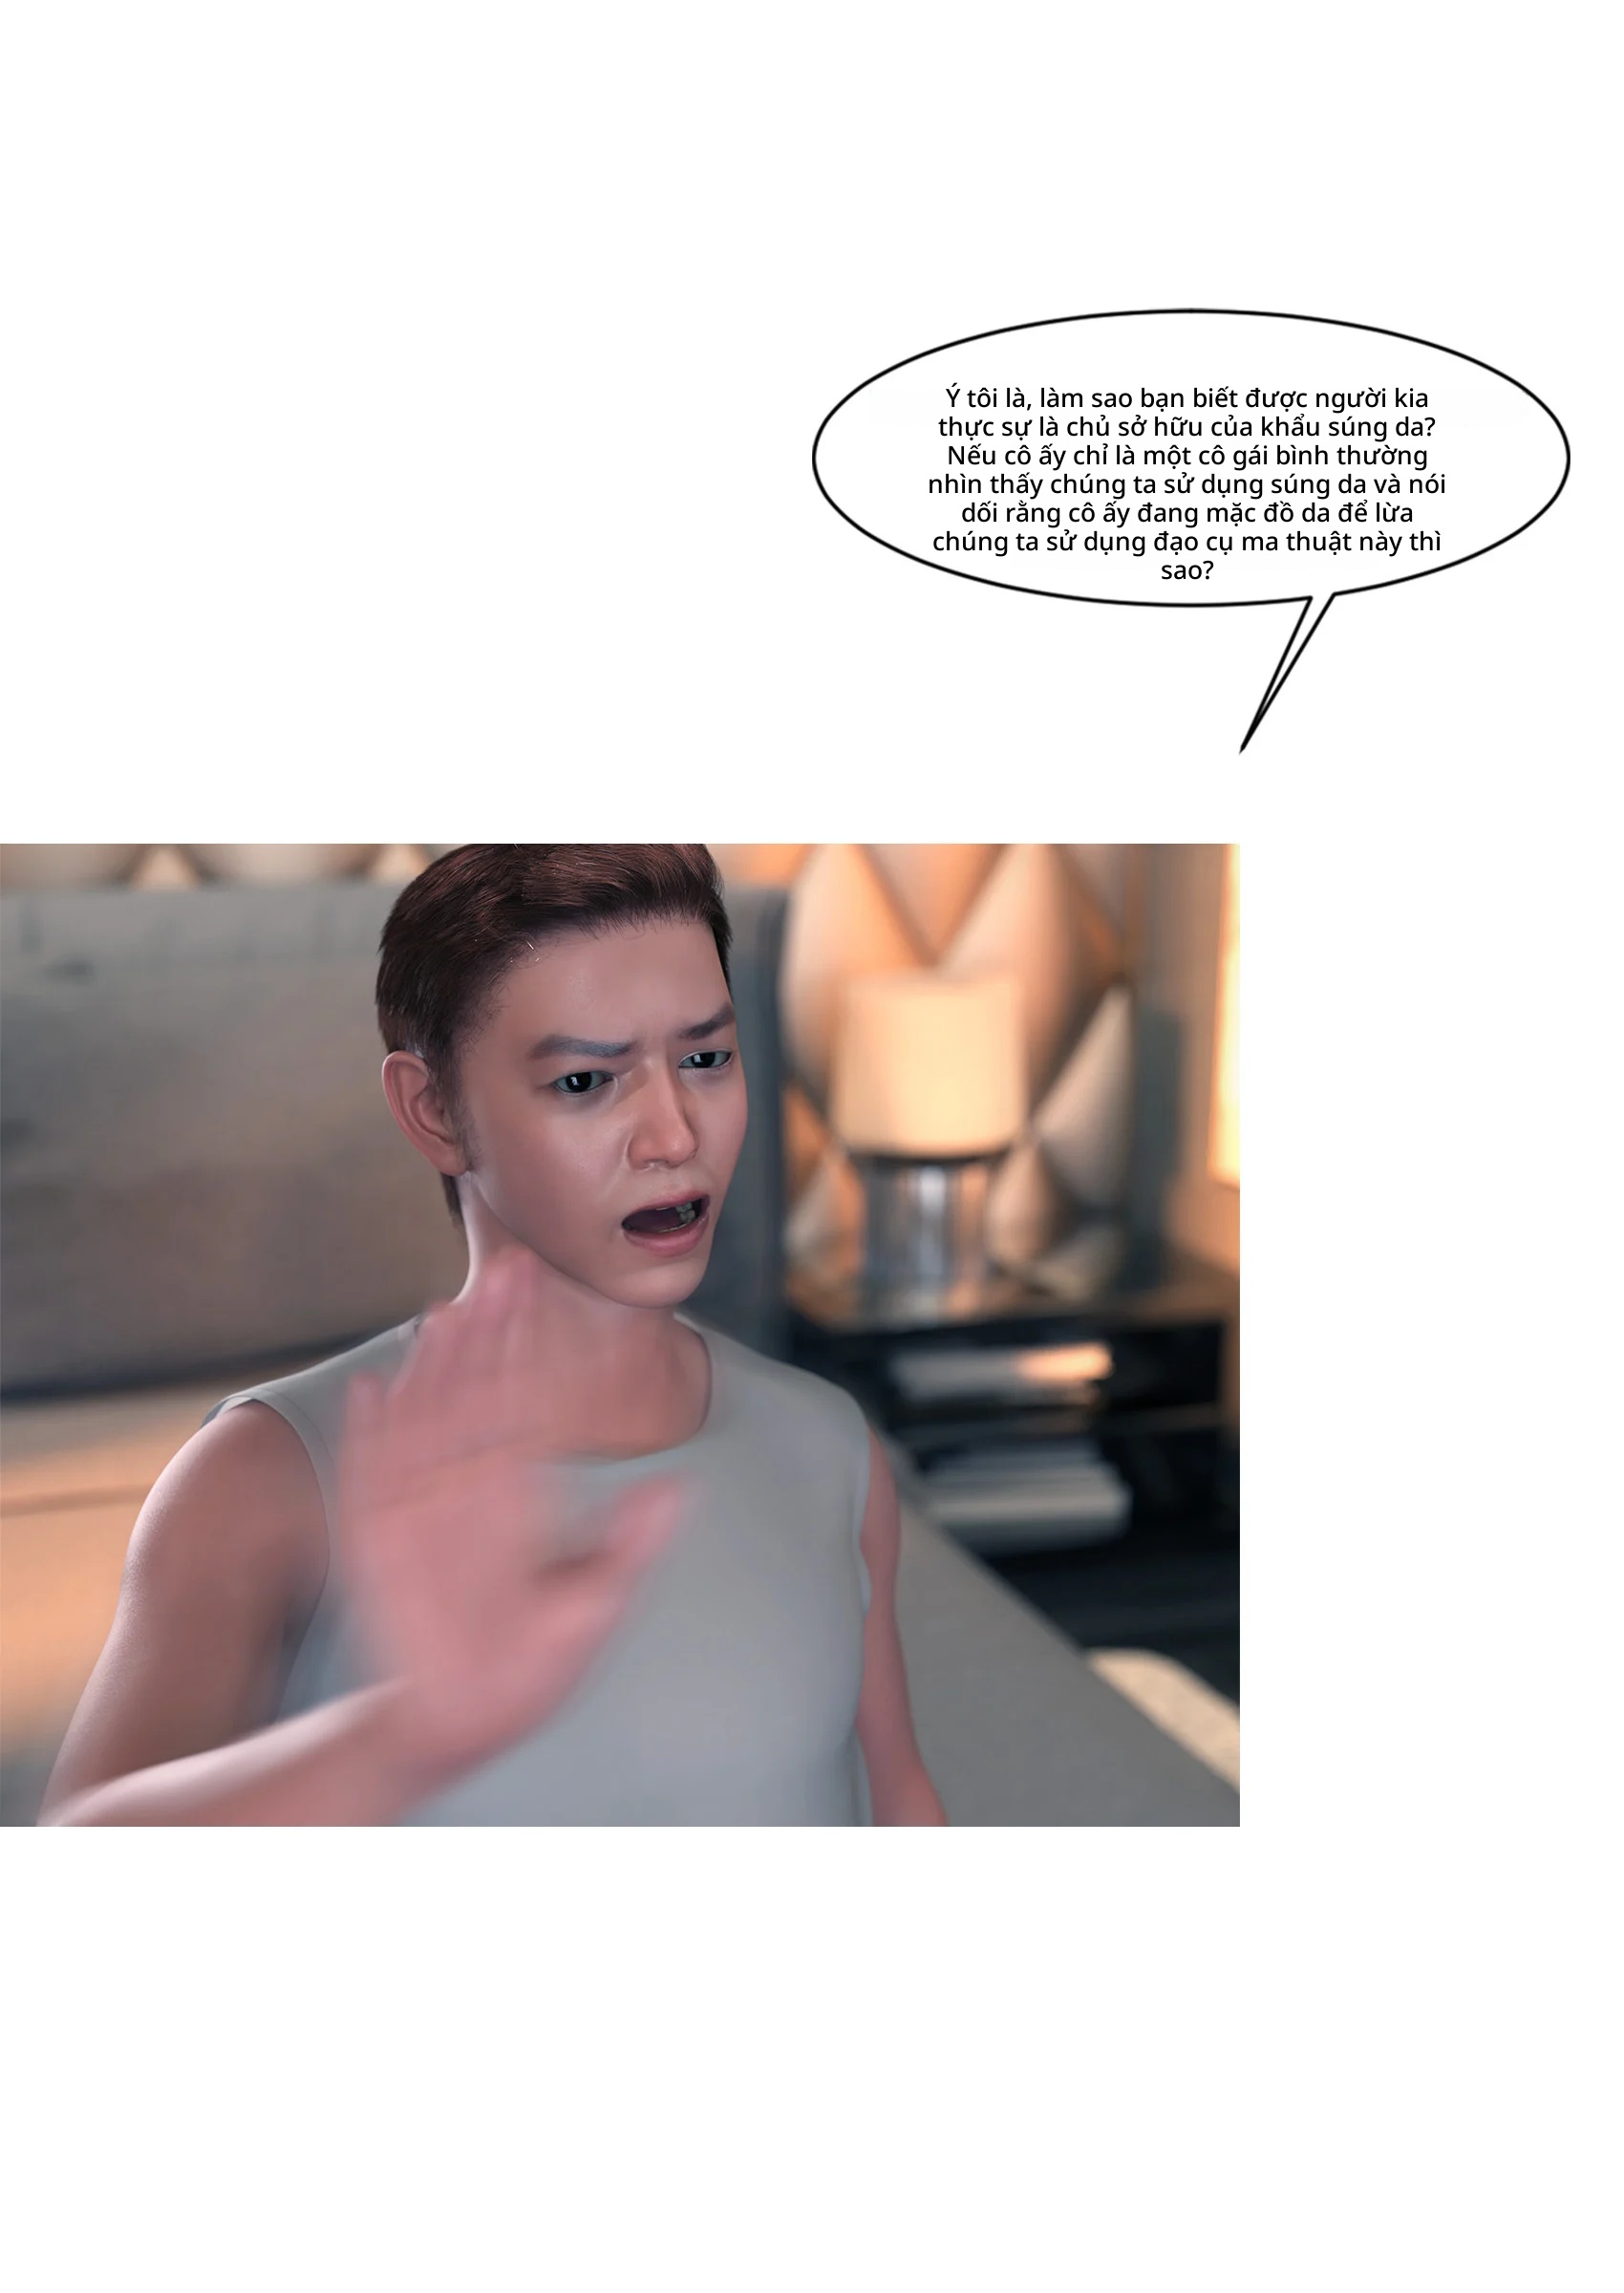 Ý tôi là, làm sao bạn biết được người kia
thực sự là chủ sở hữu của khẩu súng da?
Nếu cô ấy chỉ là một cô gái bình thường
nhìn thấy chúng ta sử dụng súng da và nói
dối rằng cô ấy đang mặc đồ da để lừa
chúng ta sử dụng đạo cụ ma thuật này thì
sao?